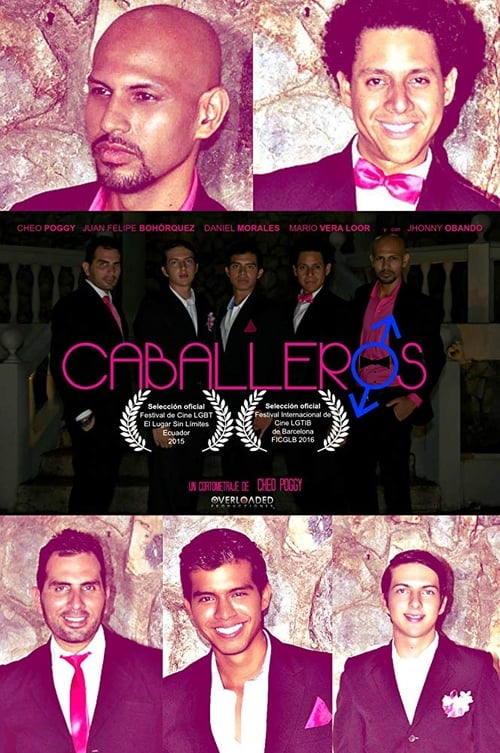 CHEO POGGY JUAN FELIPE BOHÓRQUEZ DANIEL MORALES MARIO VERA LOOR y con JHONNY OBANDO
CABALLEROS
Selección oficial
Festival de Cine LGBT
El Lugar Sin Límites
Ecuador
2015
Selección oficial
Festival Internacional de
Cine LGTIB
de Barcelona
FICGLB 2016
UN CORTOMETRAJE DE CHEO POGGY
OVERLOADED
PRODUCCIONES